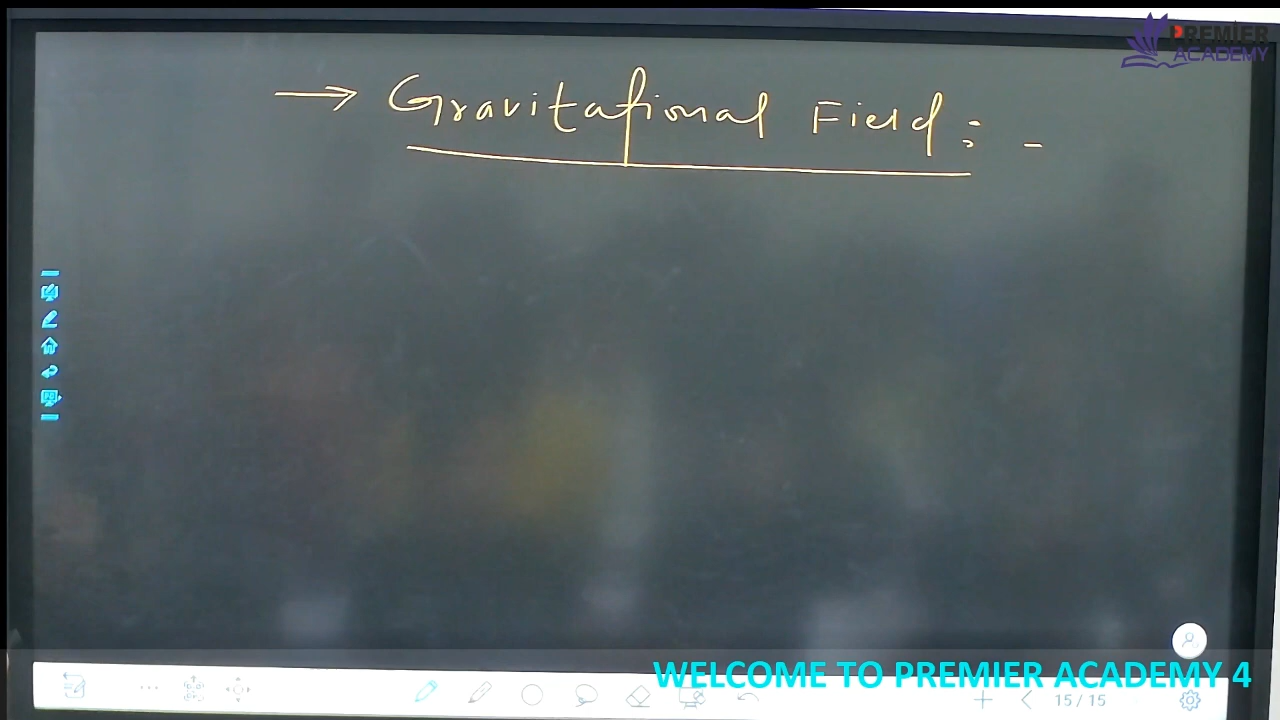 PREMIER
ACADEMY
→ Gravitational Field : -
WELCOME TO PREMIER ACADEMY 4
15/15